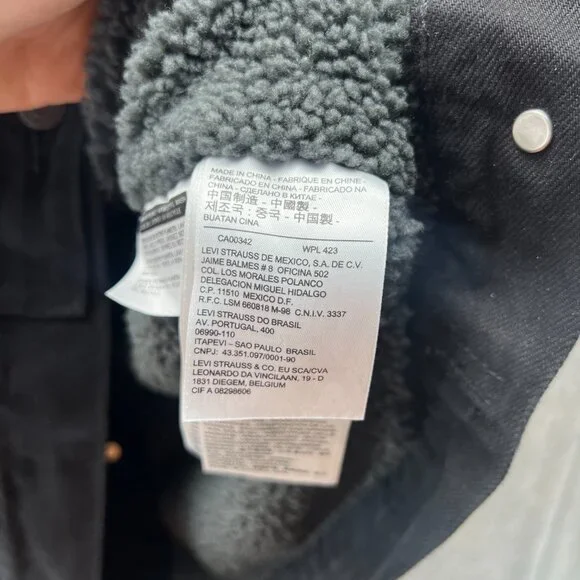 MADE IN CHINA - FABRIQUE EN CHINE -
FABRICADO EN CHINA - FABRICADO NA
CHINA - СДЕЛАНО В КИТАЕ -
中国制造 - 中國製 -
제조국: 중국 - 中国製 -
BUATAN CINA
CA00342 WPL 423
LEVI STRAUSS DE MEXICO, S.A. DE C.V.
JAIME BALMES # 8 OFICINA 502
COL. LOS MORALES POLANCO
DELEGACION MIGUEL HIDALGO
C.P. 11510 MEXICO D.F.
R.F.C. LSM 660818 M-98 C.N.I.V. 3337
LEVI STRAUSS DO BRASIL
AV. PORTUGAL, 400
06990-110
ITAPEVI – SAO PAULO BRASIL
CNPJ: 43.351.097/0001-90
LEVI STRAUSS & CO. EU SCA/CVA
LEONARDO DA VINCILAAN, 19 - D
1831 DIEGEM, BELGIUM
CIF A 08298606